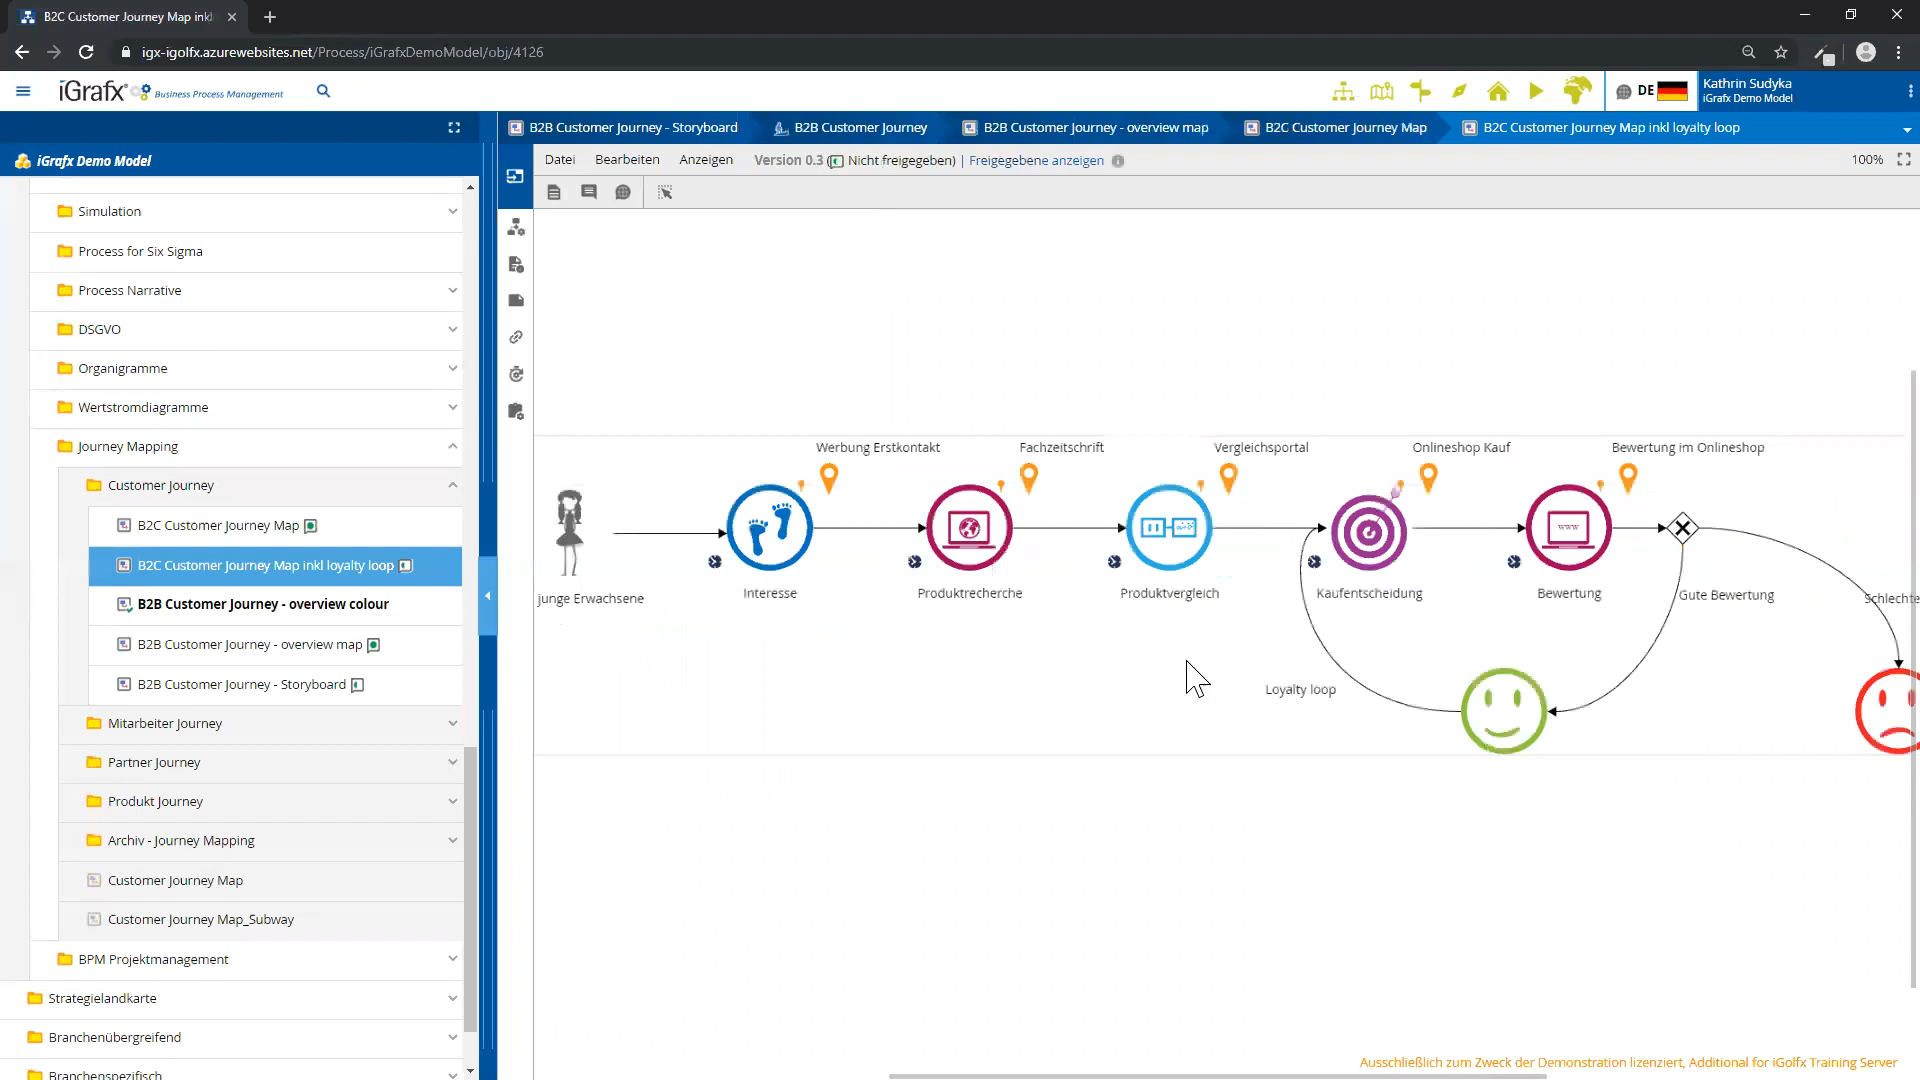 B2C Customer Journey Map inkl
igx-igolfx.azurewebsites.net/Process/iGrafxDemoModel/obj/4126
iGrafx Business Process Management
DE
Kathrin Sudyka
iGrafx Demo Model
B2B Customer Journey - Storyboard
B2B Customer Journey
B2B Customer Journey - overview map
B2C Customer Journey Map
B2C Customer Journey Map inkl loyalty loop
iGrafx Demo Model
Datei Bearbeiten Anzeigen Version 0.3 ( Nicht freigegeben) | Freigegebene anzeigen
100%
Simulation
Process for Six Sigma
Process Narrative
DSGVO
Organigramme
Wertstromdiagramme
Journey Mapping
Customer Journey
B2C Customer Journey Map
B2C Customer Journey Map inkl loyalty loop
B2B Customer Journey - overview colour
B2B Customer Journey - overview map
B2B Customer Journey - Storyboard
Mitarbeiter Journey
Partner Journey
Produkt Journey
Archiv - Journey Mapping
Customer Journey Map
Customer Journey Map_Subway
BPM Projektmanagement
Strategielandkarte
Branchenübergreifend
Branchenspezifisch
Werbung Erstkontakt
Fachzeitschrift
Vergleichsportal
Onlineshop Kauf
Bewertung im Onlineshop
WWW
junge Erwachsene
Interesse
Produktrecherche
Produktvergleich
Kaufentscheidung
Bewertung
Gute Bewertung
Schlechte
Loyalty loop
Ausschließlich zum Zweck der Demonstration lizenziert, Additional for iGolfx Training Server